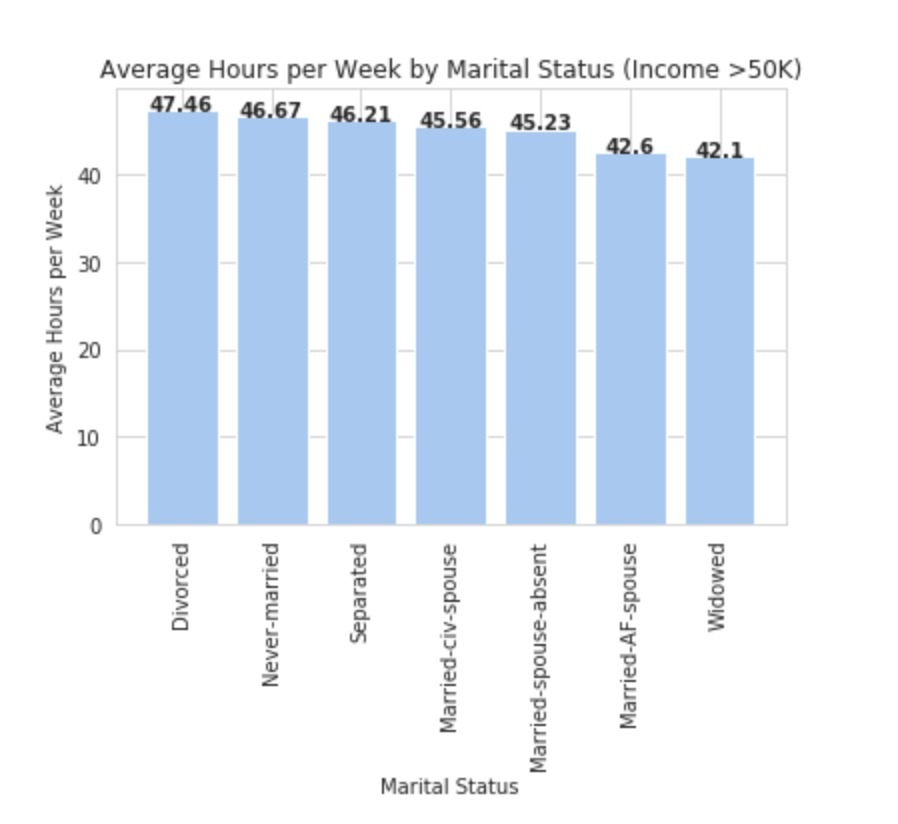 Average Hours per Week by Marital Status (Income >50K)
47.46
46.67
46.21
45.56
45.23
42.6
42.1
Average Hours per Week
40
30
20
10
0
Divorced
Never-married
Separated
Married-civ-spouse
Married-spouse-absent
Married-AF-spouse
Widowed
Marital Status